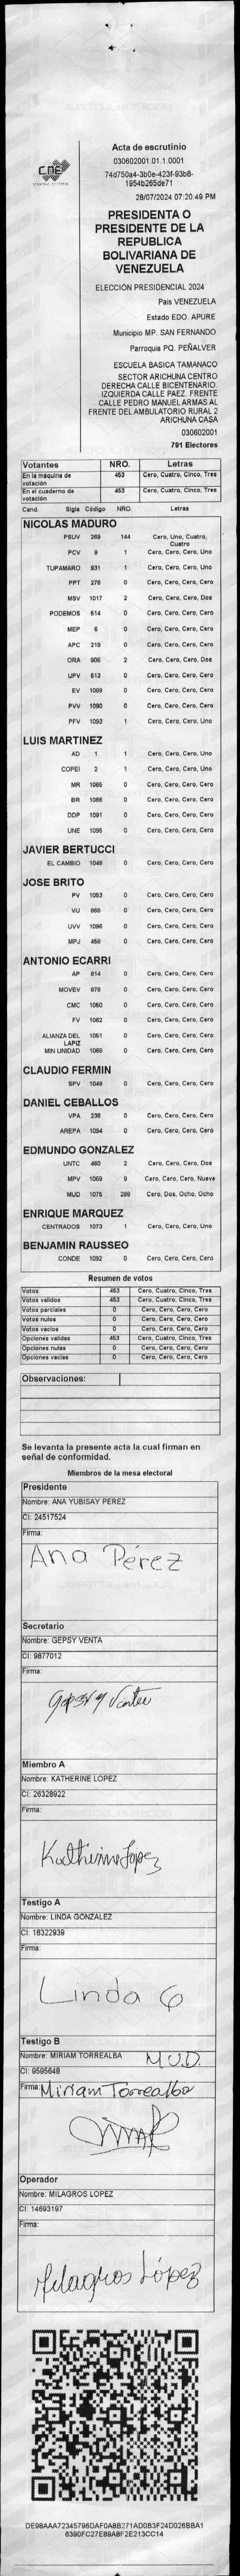 CNE
Acta de escrutinio
030602001.01.1.0001
74d750a4-3b0e-423f-93b8-
1954b265de71
28/07/2024 07:20:49 PM
PRESIDENTA O
PRESIDENTE DE LA
REPUBLICA
BOLIVARIANA DE
VENEZUELA
ELECCIÓN PRESIDENCIAL 2024
País VENEZUELA
Estado EDO. APURE
Municipio MP. SAN FERNANDO
Parroquia PQ. PEÑALVER
ESCUELA BASICA TAMANACO
SECTOR ARICHUNA CENTRO
DERECHA CALLE BICENTENARIO.
IZQUIERDA CALLE PAEZ. FRENTE
CALLE PEDRO MANUEL ARMAS AL
FRENTE DEL AMBULATORIO RURAL 2
ARICHUNA CASA
030602001
791 Electores
Votantes NRO. Letras
En la maquina de votación 453 Cero, Cuatro, Cinco, Tres
En el cuaderno de votación 453 Cero, Cuatro, Cinco, Tres
Cand. Sigla Código NRO. Letras
NICOLAS MADURO
PSUV 269 144 Cero, Uno, Cuatro, Cuatro
PCV 9 1 Cero, Cero, Cero, Uno
TUPAMARO 931 1 Cero, Cero, Cero, Uno
PPT 276 0 Cero, Cero, Cero, Cero
MSV 1017 2 Cero, Cero, Cero, Dos
PODEMOS 514 0 Cero, Cero, Cero, Cero
MEP 6 0 Cero, Cero, Cero, Cero
APC 219 0 Cero, Cero, Cero, Cero
ORA 906 2 Cero, Cero, Cero, Dos
UPV 513 0 Cero, Cero, Cero, Cero
EV 1089 0 Cero, Cero, Cero, Cero
PVV 1090 0 Cero, Cero, Cero, Cero
PFV 1093 1 Cero, Cero, Cero, Uno
LUIS MARTINEZ
AD 1 1 Cero, Cero, Cero, Uno
COPEI 2 1 Cero, Cero, Cero, Uno
MR 1065 0 Cero, Cero, Cero, Cero
BR 1066 0 Cero, Cero, Cero, Cero
DDP 1091 0 Cero, Cero, Cero, Cero
UNE 1095 0 Cero, Cero, Cero, Cero
JAVIER BERTUCCI
EL CAMBIO 1048 0 Cero, Cero, Cero, Cero
JOSE BRITO
PV 1053 0 Cero, Cero, Cero, Cero
VU 868 0 Cero, Cero, Cero, Cero
UVV 1096 0 Cero, Cero, Cero, Cero
MPJ 458 0 Cero, Cero, Cero, Cero
ANTONIO ECARRI
AP 814 0 Cero, Cero, Cero, Cero
MOVEV 878 0 Cero, Cero, Cero, Cero
CMC 1050 0 Cero, Cero, Cero, Cero
FV 1062 0 Cero, Cero, Cero, Cero
ALIANZA DEL LAPIZ 1051 0 Cero, Cero, Cero, Cero
MIN UNIDAD 1068 0 Cero, Cero, Cero, Cero
CLAUDIO FERMIN
SPV 1049 0 Cero, Cero, Cero, Cero
DANIEL CEBALLOS
VPA 236 0 Cero, Cero, Cero, Cero
AREPA 1094 0 Cero, Cero, Cero, Cero
EDMUNDO GONZALEZ
UNTC 460 2 Cero, Cero, Cero, Dos
MPV 1069 9 Cero, Cero, Cero, Nueve
MUD 1075 288 Cero, Dos, Ocho, Ocho
ENRIQUE MARQUEZ
CENTRADOS 1073 1 Cero, Cero, Cero, Uno
BENJAMIN RAUSSEO
CONDE 1092 0 Cero, Cero, Cero, Cero
Resumen de votos
Votos 453 Cero, Cuatro, Cinco, Tres
Votos validos 453 Cero, Cuatro, Cinco, Tres
Votos parciales 0 Cero, Cero, Cero, Cero
Votos nulos 0 Cero, Cero, Cero, Cero
Votos vacios 0 Cero, Cero, Cero, Cero
Opciones validas 453 Cero, Cuatro, Cinco, Tres
Opciones nulas 0 Cero, Cero, Cero, Cero
Opciones vacias 0 Cero, Cero, Cero, Cero
Observaciones:
Se levanta la presente acta la cual firman en
señal de conformidad.
Miembros de la mesa electoral
Presidente
Nombre: ANA YUBISAY PEREZ
CI: 24517524
Firma:
Ana Pérez
Secretario
Nombre: GEPSY VENTA
CI: 9877012
Firma:
Miembro A
Nombre: KATHERINE LOPEZ
CI: 26328922
Firma:
Katherine Lopez
Testigo A
Nombre: LINDA GONZALEZ
CI: 18322939
Firma:
Linda G
Testigo B
Nombre: MIRIAM TORREALBA M.U.D.
CI: 9595648
Firma: Miriam Torrealba
Operador
Nombre: MILAGROS LOPEZ
CI: 14693197
Firma:
Milagros López
DE98AAA72345796DAF0A8B271AD0B3F24D026BBA1
6390FC27E89A8F2E213CC14